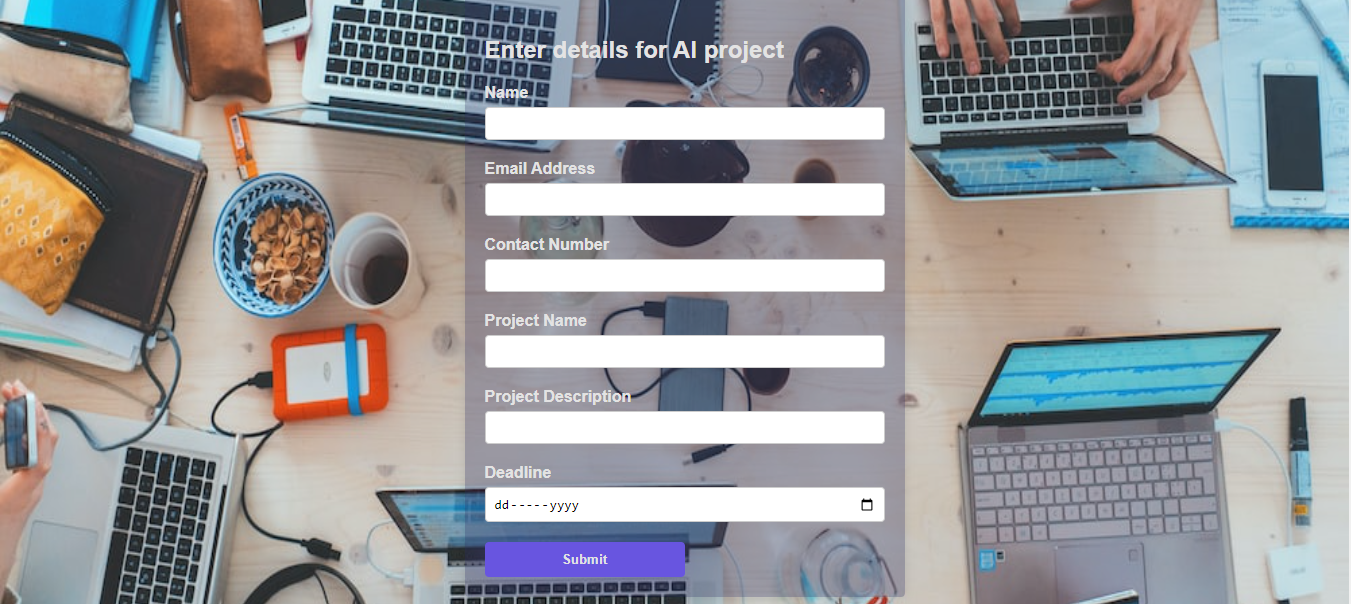 Enter details for AI project
Name
Email Address
Contact Number
Project Name
Project Description
Deadline
dd-----yyyy
Submit